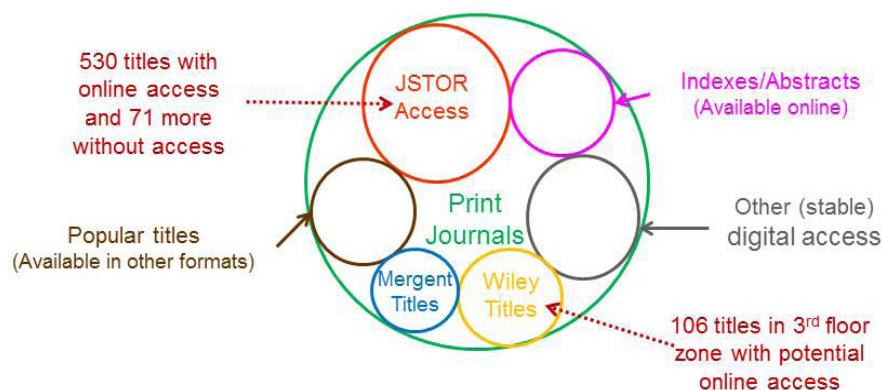 530 titles with
online access
and 71 more
without access
JSTOR
Access
Indexes/Abstracts
(Available online)
Popular titles
(Available in other formats)
Print
Journals
Other (stable)
digital access
Mergent
Titles
Wiley
Titles
106 titles in 3rd floor
zone with potential
online access